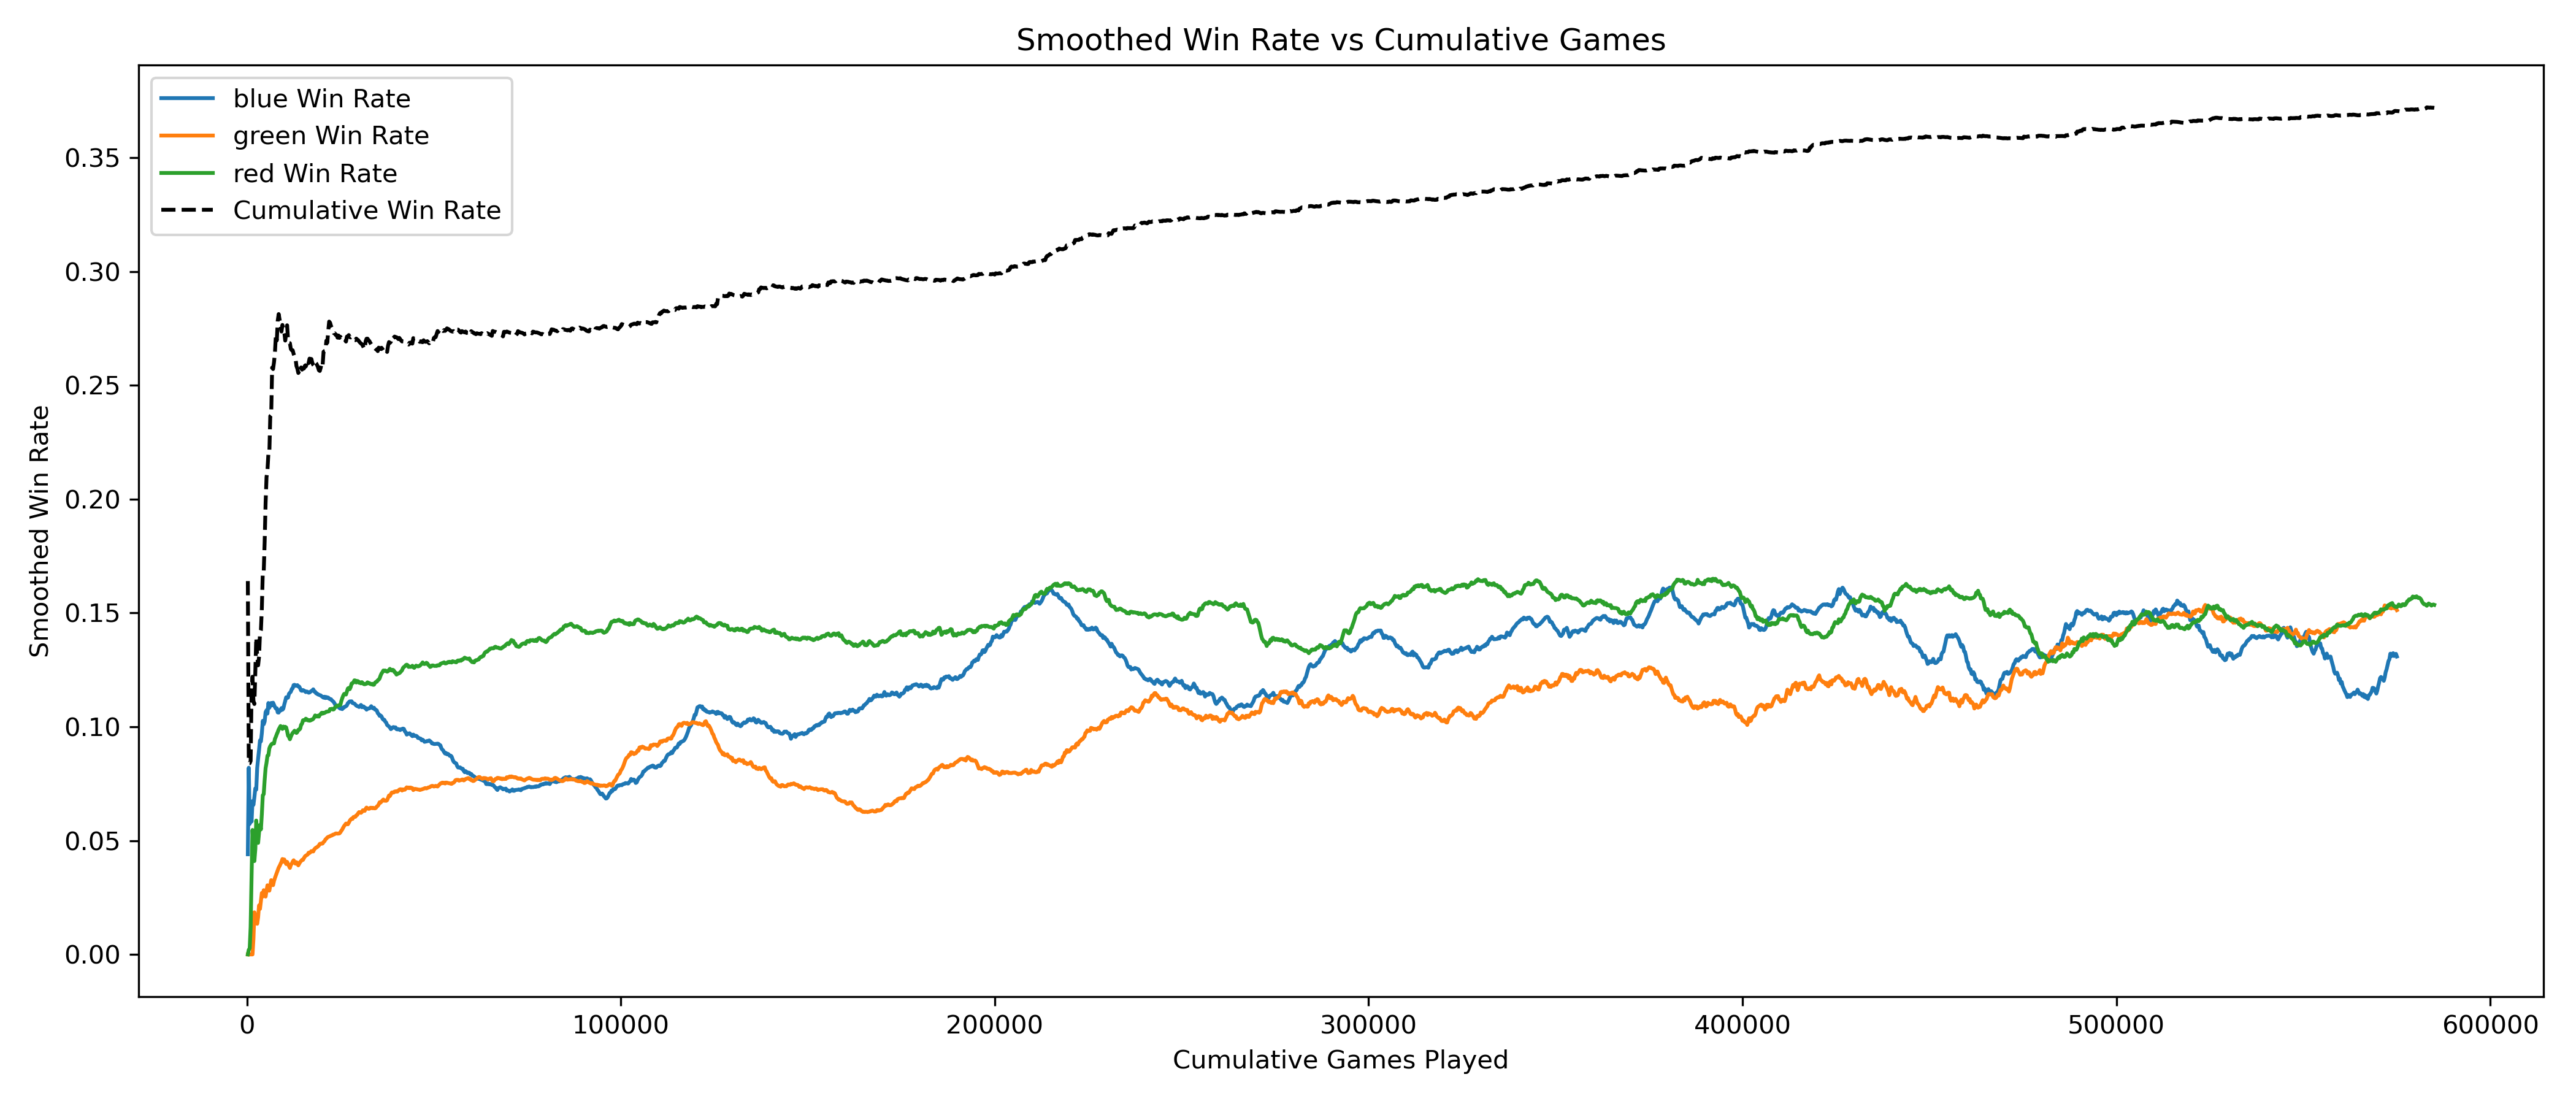 Smoothed Win Rate vs Cumulative Games
blue Win Rate
green Win Rate
red Win Rate
Cumulative Win Rate
Smoothed Win Rate
0.35
0.30
0.25
0.20
0.15
0.10
0.05
0.00
0 100000 200000 300000 400000 500000 600000
Cumulative Games Played